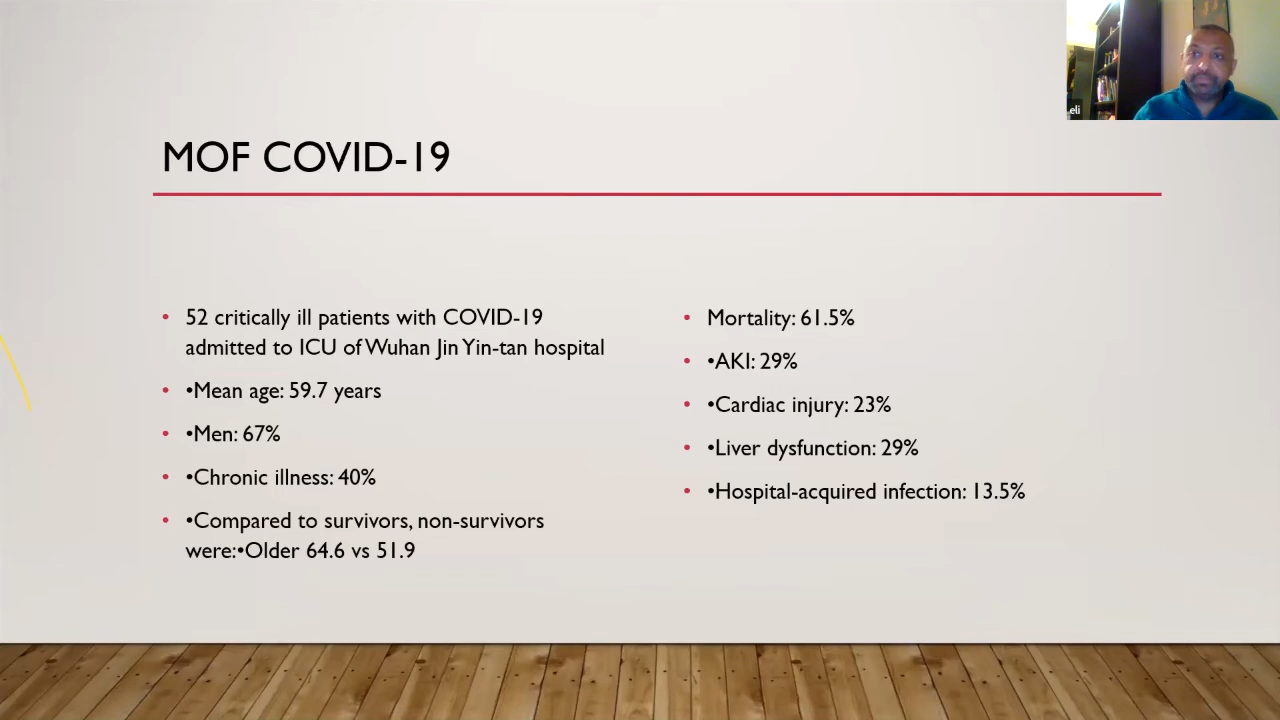 eli
MOF COVID-19
• 52 critically ill patients with COVID-19
admitted to ICU of Wuhan Jin Yin-tan hospital
• •Mean age: 59.7 years
• •Men: 67%
• •Chronic illness: 40%
• •Compared to survivors, non-survivors
were:•Older 64.6 vs 51.9
• Mortality: 61.5%
• •AKI: 29%
• •Cardiac injury: 23%
• •Liver dysfunction: 29%
• •Hospital-acquired infection: 13.5%